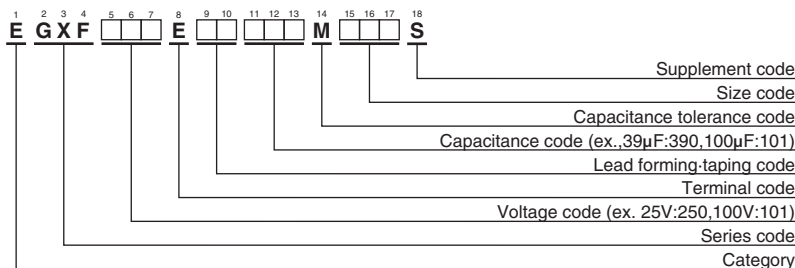 1 2 3 4 5 6 7 8 9 10 11 12 13 14 15 16 17 18
E GXF E M S
Supplement code
Size code
Capacitance tolerance code
Capacitance code (ex.,39μF:390,100μF:101)
Lead forming·taping code
Terminal code
Voltage code (ex. 25V:250,100V:101)
Series code
Category